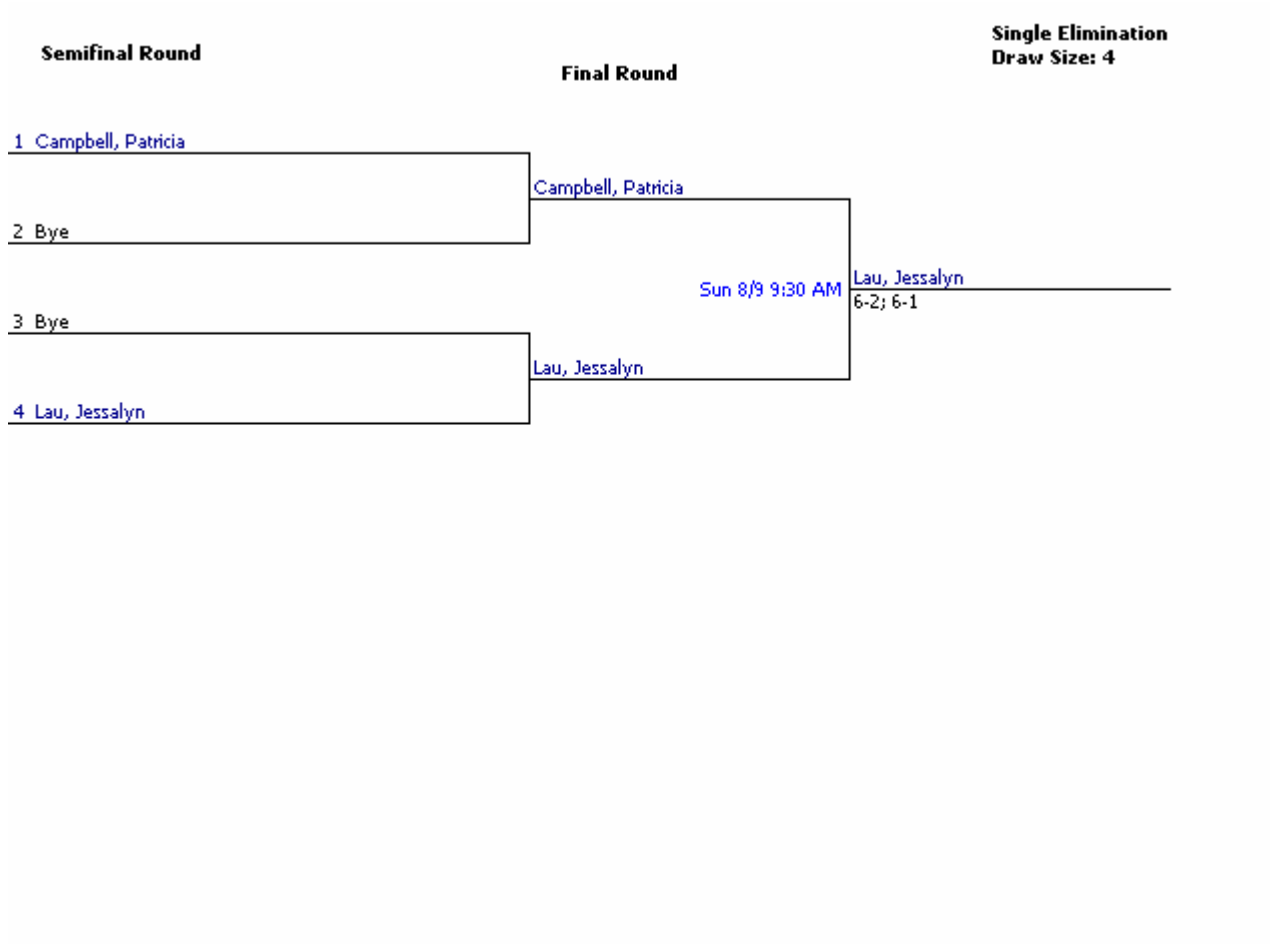 Single Elimination
Draw Size: 4
Semifinal Round
Final Round
1 Campbell, Patricia
Campbell, Patricia
2 Bye
Lau, Jessalyn
Sun 8/9 9:30 AM
6-2; 6-1
3 Bye
Lau, Jessalyn
4 Lau, Jessalyn